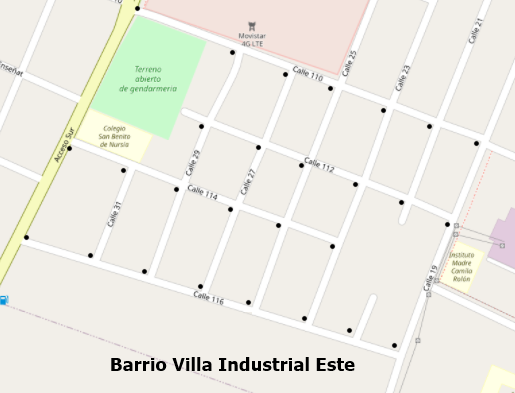 110
Movistar
4G LTE
Calle 21
Calle 25
Calle 110
Calle 23
Terreno
abierto
de gendarmería
Enseñat
Colegio
San Benito
de Nursia
Acceso Sur
Calle 29
Calle 112
Calle 27
Calle 114
Calle 31
Instituto
Madre
Camila
Rolón
Calle 19
Calle 116
Barrio Villa Industrial Este